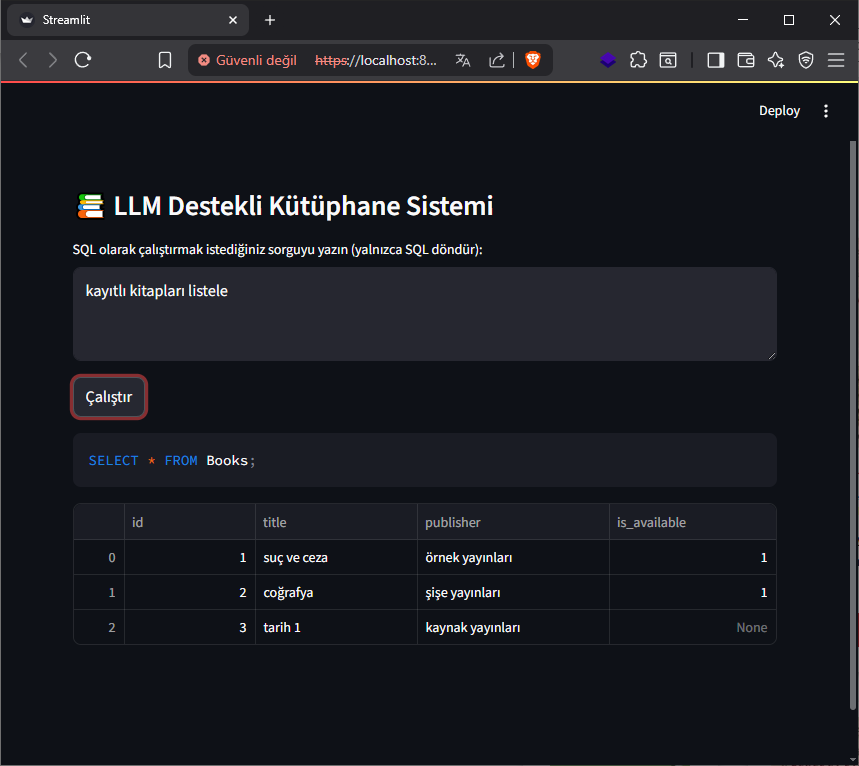 Streamlit
Güvenli değil https://localhost:8...
Deploy
LLM Destekli Kütüphane Sistemi
SQL olarak çalıştırmak istediğiniz sorguyu yazın (yalnızca SQL döndür):
kayıtlı kitapları listele
Çalıştır
SELECT * FROM Books;
id title publisher is_available
0 1 suç ve ceza örnek yayınları 1
1 2 coğrafya şişe yayınları 1
2 3 tarih 1 kaynak yayınları None